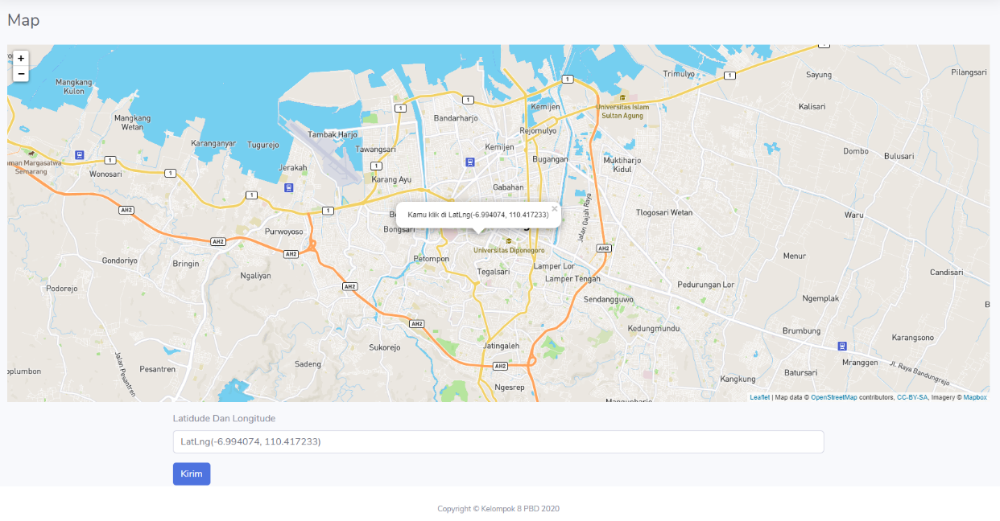 Map
+
−
Mangkang
Kulon
Mangkang
Wetan
Karanganyar
Tugurejo
Jerakah
Tambak Harjo
Tawangsari
Karang Ayu
Bandarharjo
Kemijen
Rejomulyo
Kemijen
Bugangan
Gabahan
Universitas Islam
Sultan Agung
Muktiharjo
Kidul
Trimulyo
Sayung
Pilangsari
Kalisari
Dombo
Bulusari
Margasatwa
Semarang
Wonosari
1
1
1
1
1
1
1
1
1
Kamu klik di LatLng(-6.994074, 110.417233)
×
Bongsari
Jalan Gajah Raya
Tlogosari Wetan
Waru
AH2
AH2
AH2
AH2
AH2
AH2
AH2
Purwoyoso
Gondoriyo
Bringin
Ngaliyan
Podorejo
Petompon
Universitas Diponegoro
Tegalsari
Lamper Lor
Lamper Tengah
Sendangguwo
Pedurungan Lor
Menur
Candisari
Ngemplak
Kedungmundu
Brumbung
Karangsono
Sukorejo
Jatingaleh
Sadeng
Pesantren
Jalan Pesantren
Ngesrep
Kangkung
Batursari
Mranggen
JL. Raya Bandungrejo
Leaflet | Map data © OpenStreetMap contributors, CC-BY-SA, Imagery © Mapbox
Latidude Dan Longitude
LatLng(-6.994074, 110.417233)
Kirim
Copyright © Kelompok 8 PBD 2020